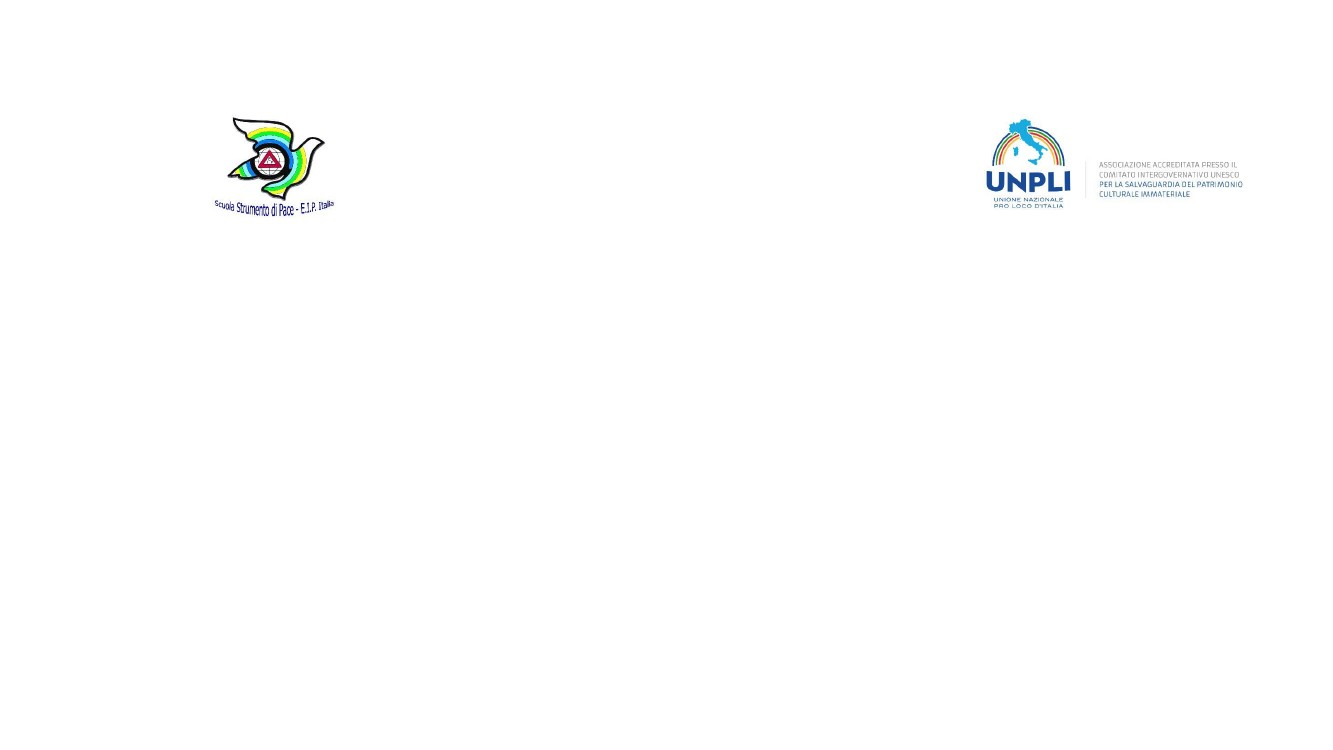 Scuola Strumento di Pace - E.I.P. Italia
UNPLI
UNIONE NAZIONALE
PRO LOCO D'ITALIA
ASSOCIAZIONE ACCREDITATA PRESSO IL
COMITATO INTERGOVERNATIVO UNESCO
PER LA SALVAGUARDIA DEL PATRIMONIO
CULTURALE IMMATERIALE